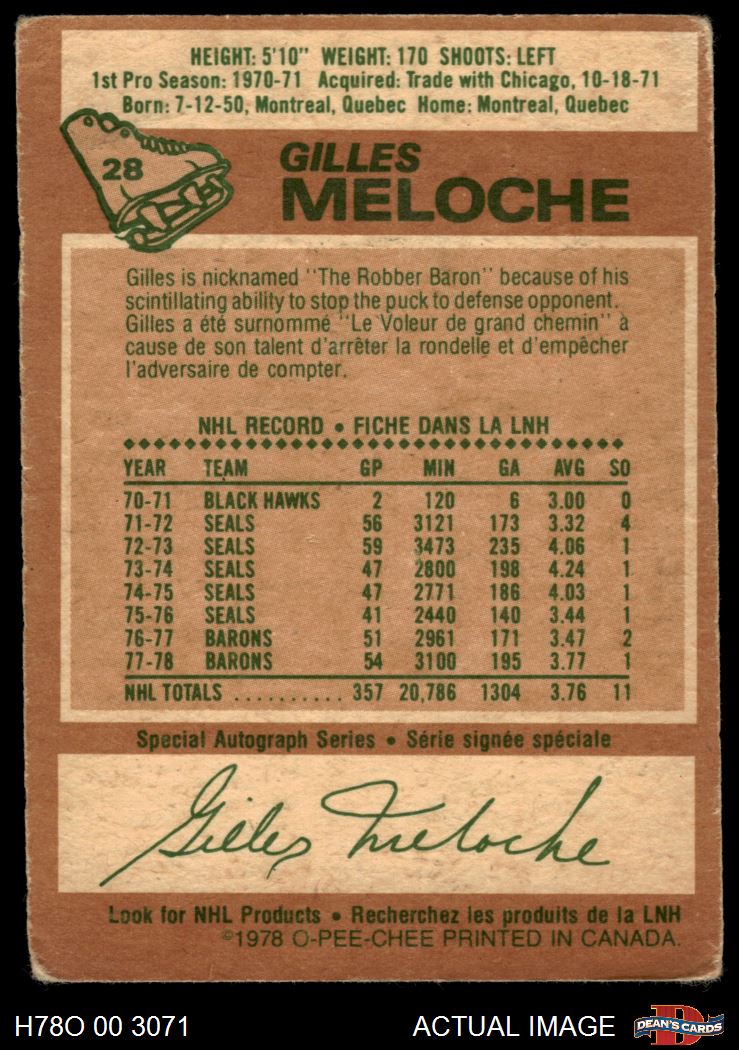 HEIGHT: 5'10" WEIGHT: 170 SHOOTS: LEFT
1st Pro Season: 1970-71 Acquired: Trade with Chicago, 10-18-71
Born: 7-12-50, Montreal, Quebec Home: Montreal, Quebec
28
GILLES
MELOCHE
Gilles is nicknamed "The Robber Baron" because of his
scintillating ability to stop the puck to defense opponent.
Gilles a été surnommé "Le Voleur de grand chemin" à
cause de son talent d'arrêter la rondelle et d'empêcher
l'adversaire de compter.
NHL RECORD • FICHE DANS LA LNH
YEAR TEAM GP MIN GA AVG SO
70-71 BLACK HAWKS 2 120 6 3.00 0
71-72 SEALS 56 3121 173 3.32 4
72-73 SEALS 59 3473 235 4.06 1
73-74 SEALS 47 2800 198 4.24 1
74-75 SEALS 47 2771 186 4.03 1
75-76 SEALS 41 2440 140 3.44 1
76-77 BARONS 51 2961 171 3.47 2
77-78 BARONS 54 3100 195 3.77 1
NHL TOTALS .......... 357 20,786 1304 3.76 11
Special Autograph Series • Série signée spéciale
Gilles Meloche
Look for NHL Products • Recherchez les produits de la LNH
©1978 O-PEE-CHEE PRINTED IN CANADA.
H78O 00 3071 ACTUAL IMAGE D DEAN'S CARDS